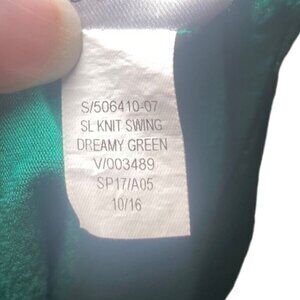 S/506410-07
SL KNIT SWING
DREAMY GREEN
V/003489
SP17/A05
10/16